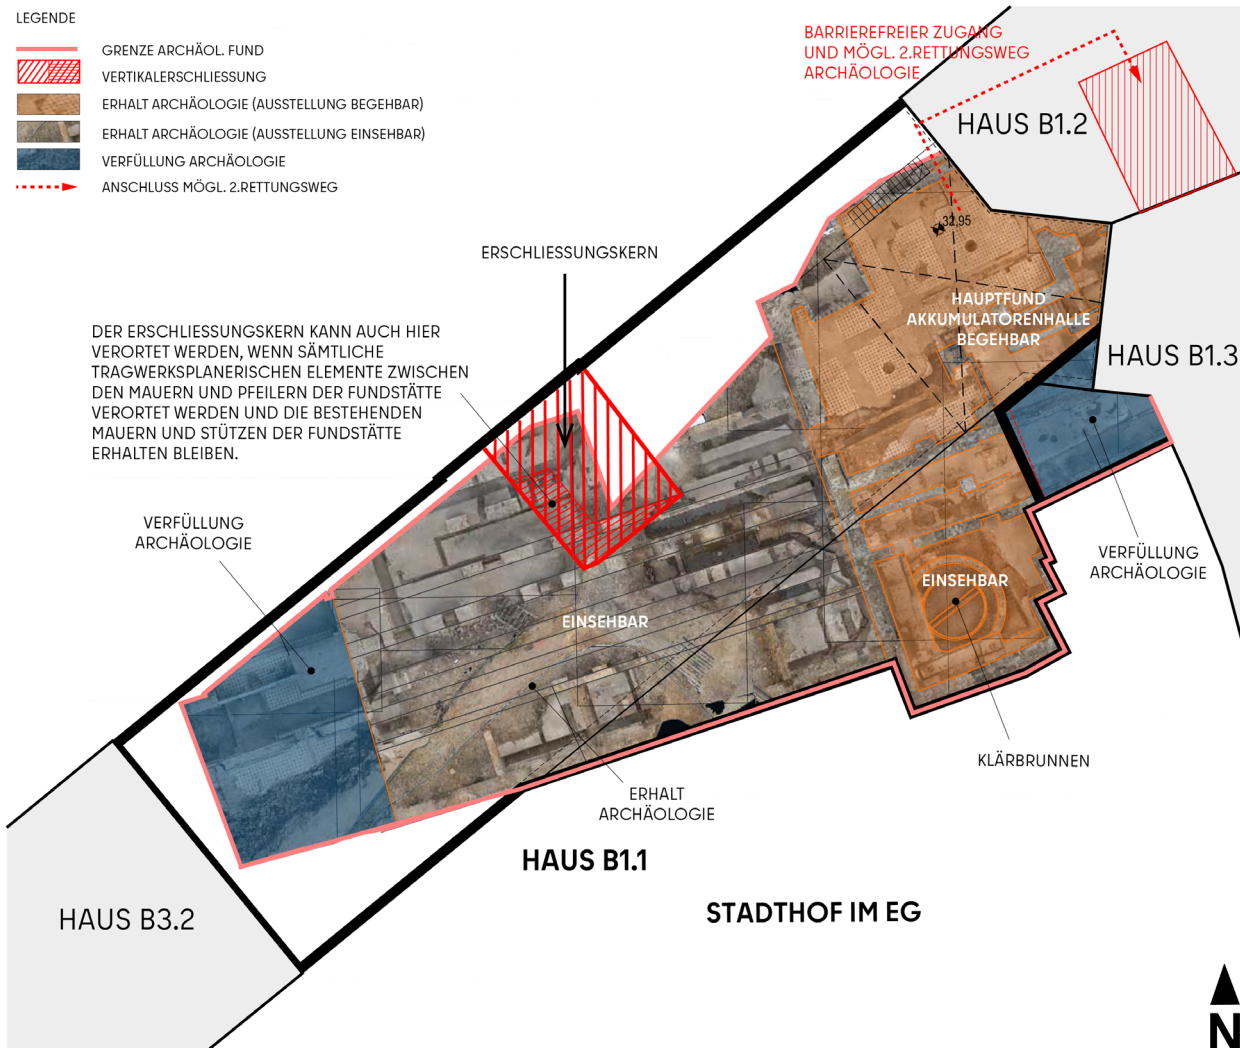 LEGENDE
GRENZE ARCHÄOL. FUND
VERTIKALERSCHLIESSUNG
ERHALT ARCHÄOLOGIE (AUSSTELLUNG BEGEHBAR)
ERHALT ARCHÄOLOGIE (AUSSTELLUNG EINSEHBAR)
VERFÜLLUNG ARCHÄOLOGIE
ANSCHLUSS MÖGL. 2.RETTUNGSWEG
BARRIEREFREIER ZUGANG
UND MÖGL. 2.RETTUNGSWEG
ARCHÄOLOGIE
HAUS B1.2
32,95
ERSCHLIESSUNGSKERN
HAUPTFUND
AKKUMULATORENHALLE
BEGEHBAR
HAUS B1.3
DER ERSCHLIESSUNGSKERN KANN AUCH HIER
VERORTET WERDEN, WENN SÄMTLICHE
TRAGWERKSPLANERISCHEN ELEMENTE ZWISCHEN
DEN MAUERN UND PFEILERN DER FUNDSTÄTTE
VERORTET WERDEN UND DIE BESTEHENDEN
MAUERN UND STÜTZEN DER FUNDSTÄTTE
ERHALTEN BLEIBEN.
VERFÜLLUNG
ARCHÄOLOGIE
VERFÜLLUNG
ARCHÄOLOGIE
EINSEHBAR
EINSEHBAR
KLÄRBRUNNEN
ERHALT
ARCHÄOLOGIE
HAUS B1.1
STADTHOF IM EG
HAUS B3.2
N